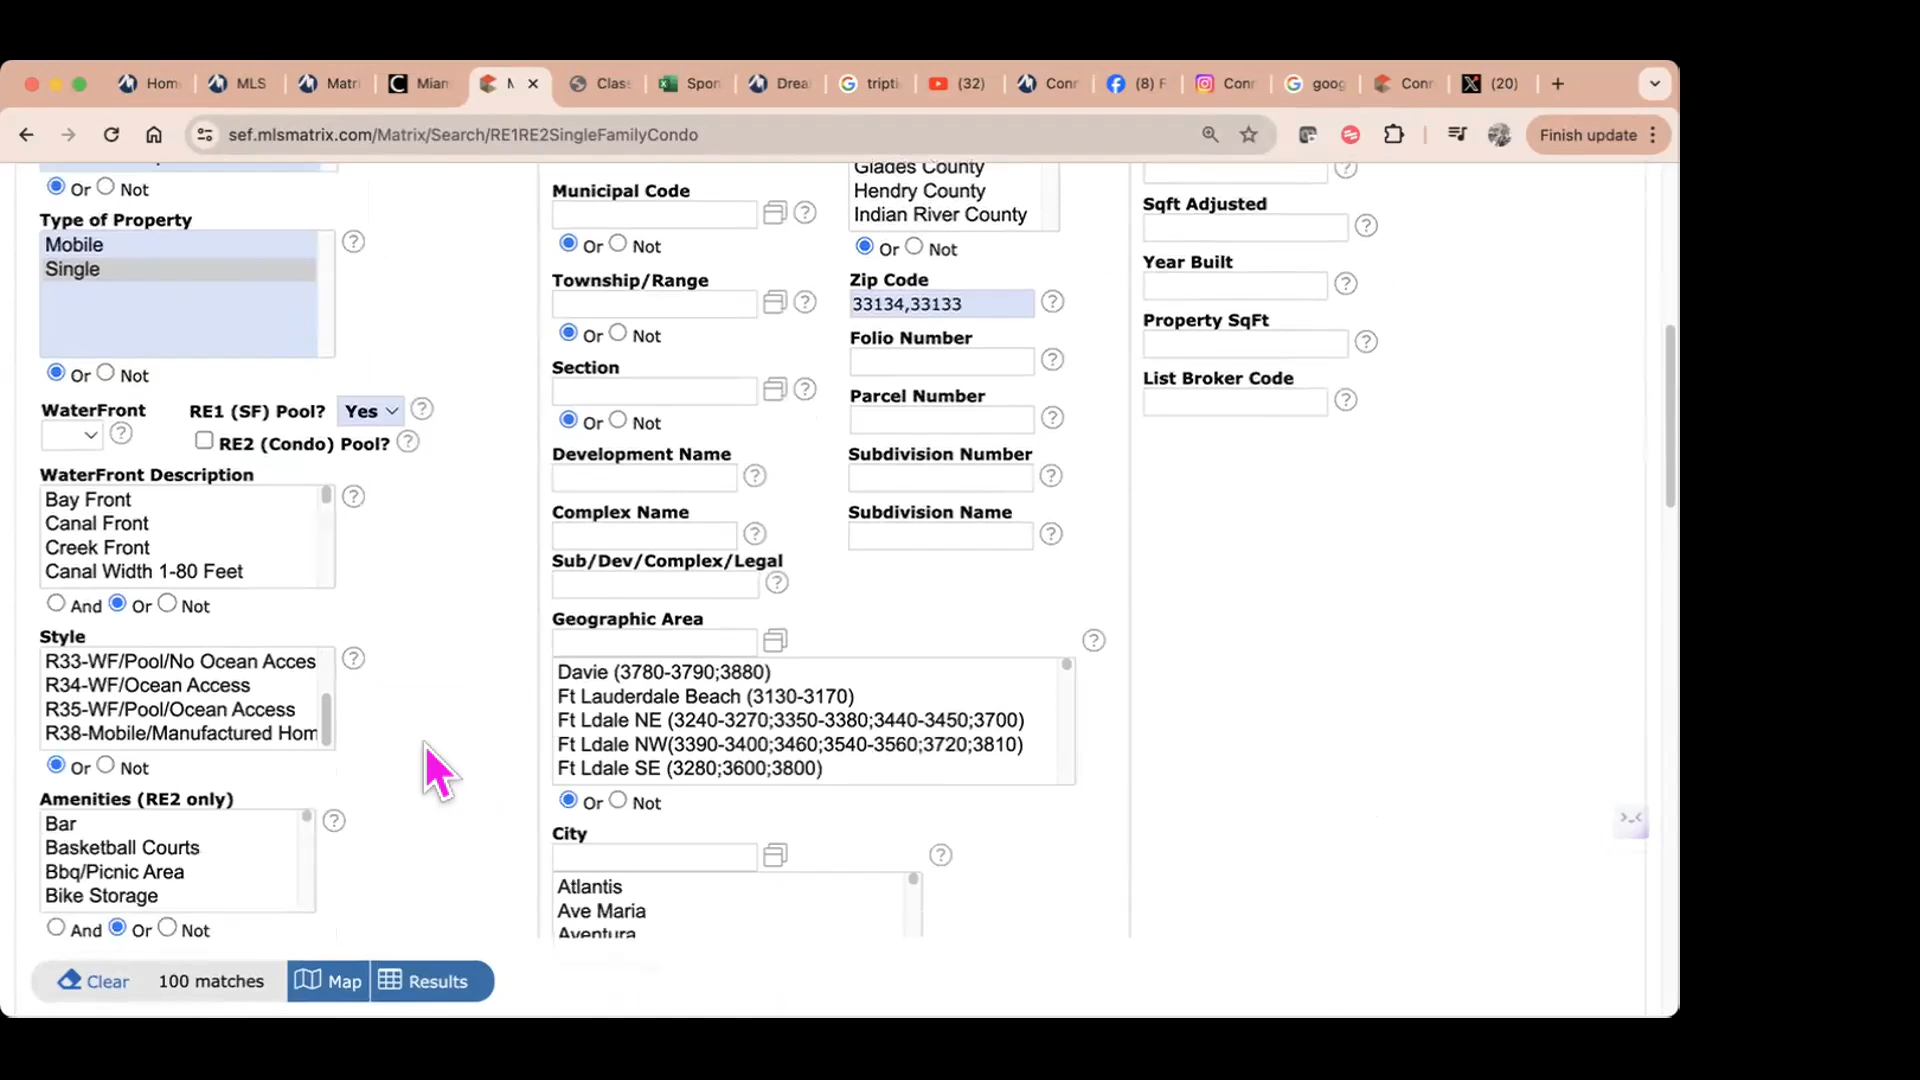 Hom
MLS
Matri
Mian
M
Class
Spon
Drea
tripti
(32)
Conn
(8) F
Conn
goog
Conn
(20)
sef.mlsmatrix.com/Matrix/Search/RE1RE2SingleFamilyCondo
Finish update
Or Not
Type of Property
Mobile
Single
Or Not
WaterFront
RE1 (SF) Pool? Yes
RE2 (Condo) Pool?
WaterFront Description
Bay Front
Canal Front
Creek Front
Canal Width 1-80 Feet
And Or Not
Style
R33-WF/Pool/No Ocean Acces
R34-WF/Ocean Access
R35-WF/Pool/Ocean Access
R38-Mobile/Manufactured Hom
Or Not
Amenities (RE2 only)
Bar
Basketball Courts
Bbq/Picnic Area
Bike Storage
And Or Not
Municipal Code
Or Not
Township/Range
Or Not
Section
Or Not
Development Name
Complex Name
Sub/Dev/Complex/Legal
Geographic Area
Davie (3780-3790;3880)
Ft Lauderdale Beach (3130-3170)
Ft Ldale NE (3240-3270;3350-3380;3440-3450;3700)
Ft Ldale NW(3390-3400;3460;3540-3560;3720;3810)
Ft Ldale SE (3280;3600;3800)
Or Not
City
Atlantis
Ave Maria
Aventura
Glades County
Hendry County
Indian River County
Or Not
Zip Code
33134,33133
Folio Number
Parcel Number
Subdivision Number
Subdivision Name
Sqft Adjusted
Year Built
Property SqFt
List Broker Code
Clear 100 matches Map Results